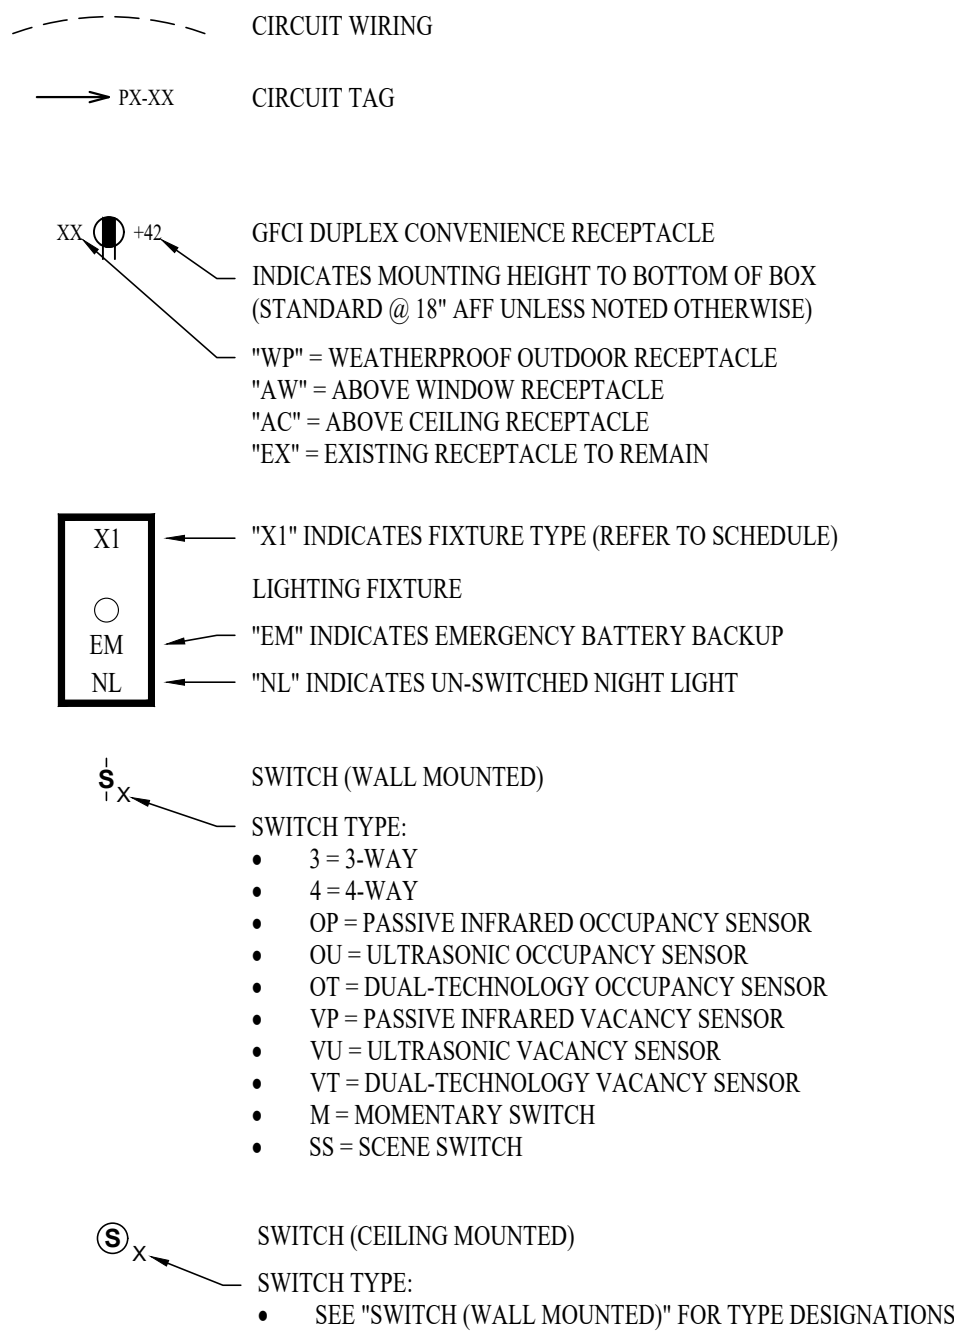 CIRCUIT WIRING
PX-XX CIRCUIT TAG
XX +42 GFCI DUPLEX CONVENIENCE RECEPTACLE
INDICATES MOUNTING HEIGHT TO BOTTOM OF BOX
(STANDARD @ 18" AFF UNLESS NOTED OTHERWISE)
"WP" = WEATHERPROOF OUTDOOR RECEPTACLE
"AW" = ABOVE WINDOW RECEPTACLE
"AC" = ABOVE CEILING RECEPTACLE
"EX" = EXISTING RECEPTACLE TO REMAIN
X1 "X1" INDICATES FIXTURE TYPE (REFER TO SCHEDULE)
LIGHTING FIXTURE
EM "EM" INDICATES EMERGENCY BATTERY BACKUP
NL "NL" INDICATES UN-SWITCHED NIGHT LIGHT
S X SWITCH (WALL MOUNTED)
SWITCH TYPE:
• 3 = 3-WAY
• 4 = 4-WAY
• OP = PASSIVE INFRARED OCCUPANCY SENSOR
• OU = ULTRASONIC OCCUPANCY SENSOR
• OT = DUAL-TECHNOLOGY OCCUPANCY SENSOR
• VP = PASSIVE INFRARED VACANCY SENSOR
• VU = ULTRASONIC VACANCY SENSOR
• VT = DUAL-TECHNOLOGY VACANCY SENSOR
• M = MOMENTARY SWITCH
• SS = SCENE SWITCH
S X SWITCH (CEILING MOUNTED)
SWITCH TYPE:
• SEE "SWITCH (WALL MOUNTED)" FOR TYPE DESIGNATIONS